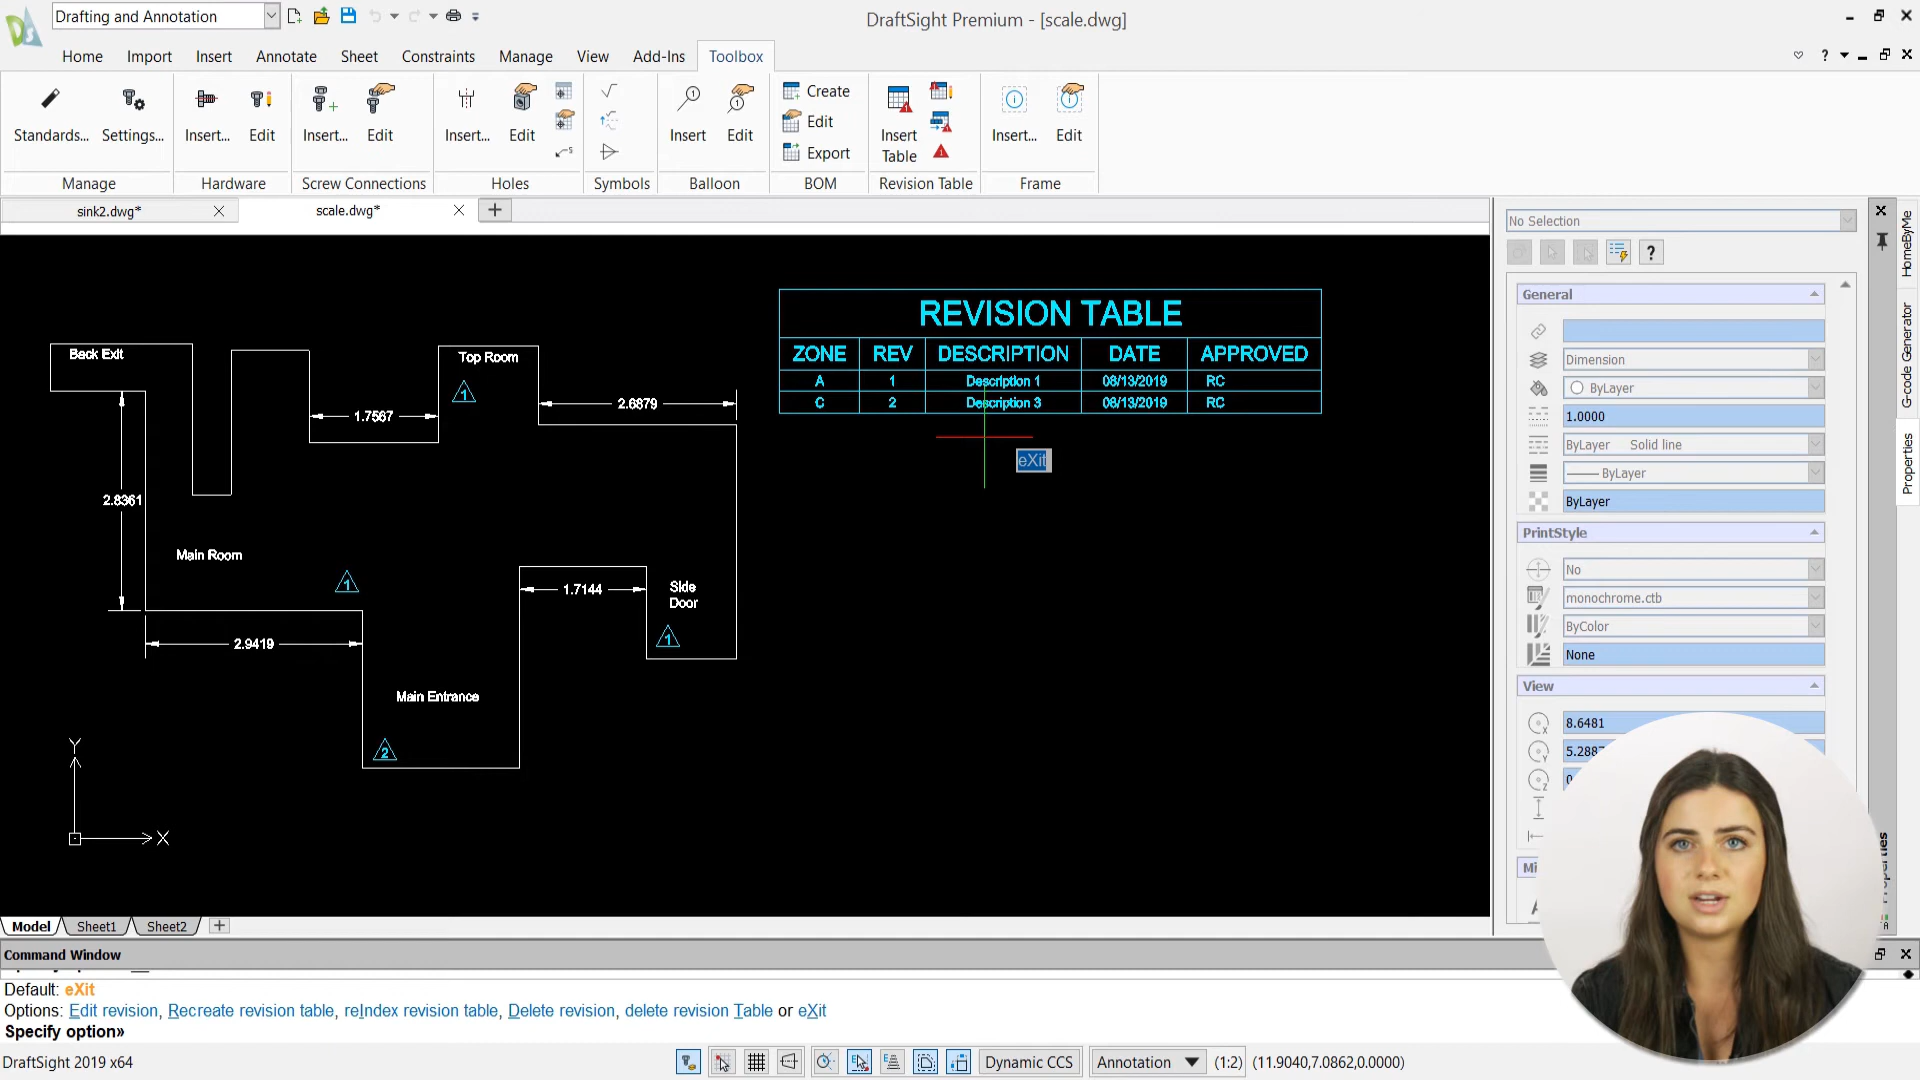 Drafting and Annotation
DraftSight Premium - [scale.dwg]
Home Import Insert Annotate Sheet Constraints Manage View Add-Ins Toolbox
Standards... Settings...
Manage
Insert... Edit
Hardware
Insert... Edit
Screw Connections
Insert... Edit
Holes
Symbols
Insert Edit
Balloon
Create
Edit
Export
BOM
Insert
Table
Revision Table
Insert... Edit
Frame
sink2.dwg*
scale.dwg*
Back Exit
Top Room
1
1.7567
2.6879
2.8361
Main Room
1
2.9419
1.7144
Side
Door
1
Main Entrance
2
Y
X
REVISION TABLE
ZONE REV DESCRIPTION DATE APPROVED
A 1 Description 1 08/13/2019 RC
C 2 Description 3 08/13/2019 RC
eXit
No Selection
?
General
Dimension
ByLayer
1.0000
ByLayer Solid line
ByLayer
ByLayer
PrintStyle
No
monochrome.ctb
ByColor
None
View
8.6481
HomeByMe
G-code Generator
Properties
Model Sheet1 Sheet2
Command Window
Default: eXit
Options: Edit revision, Recreate revision table, reIndex revision table, Delete revision, delete revision Table or eXit
Specify option»
DraftSight 2019 x64
Dynamic CCS
Annotation
(1:2)
(11.9040,7.0862,0.0000)